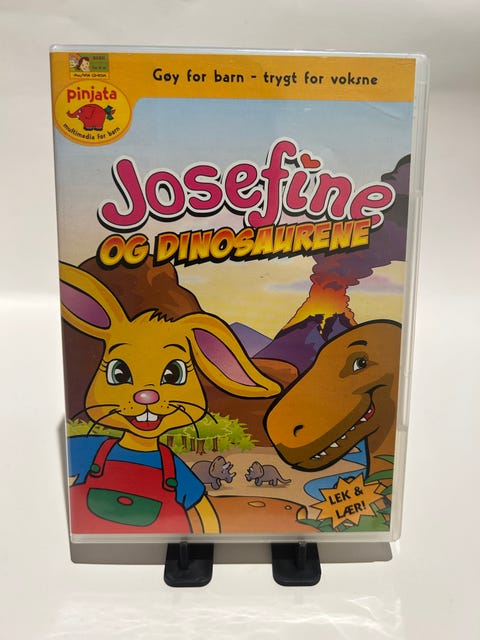 Gøy for barn - trygt for voksne
pinjata
multimedia for barn
Josefine
OG DINOSAURENE
LEK &
LÆR!